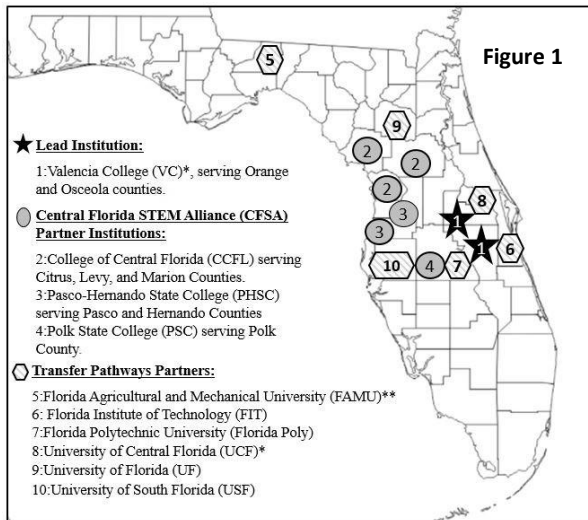 Figure 1
5
9
2
2
Lead Institution:
1:Valencia College (VC)*, serving Orange
and Osceola counties.
2
8
3
1
Central Florida STEM Alliance (CFSA)
Partner Institutions:
3
1
6
2:College of Central Florida (CCFL) serving
Citrus, Levy, and Marion Counties.
10
4
7
3:Pasco-Hernando State College (PHSC)
serving Pasco and Hernando Counties
4:Polk State College (PSC) serving Polk
County.
Transfer Pathways Partners:
5:Florida Agricultural and Mechanical University (FAMU)**
6: Florida Institute of Technology (FIT)
7:Florida Polytechnic University (Florida Poly)
8:University of Central Florida (UCF)*
9:University of Florida (UF)
10:University of South Florida (USF)